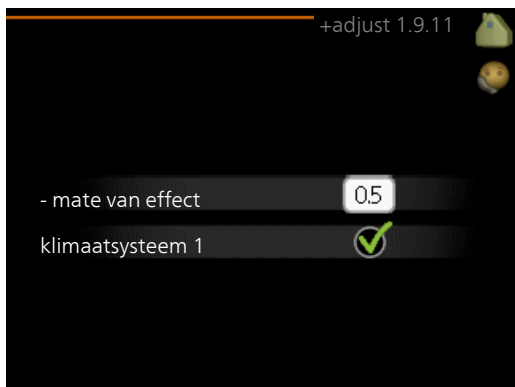 +adjust 1.9.11
- mate van effect 0.5
klimaatsysteem 1